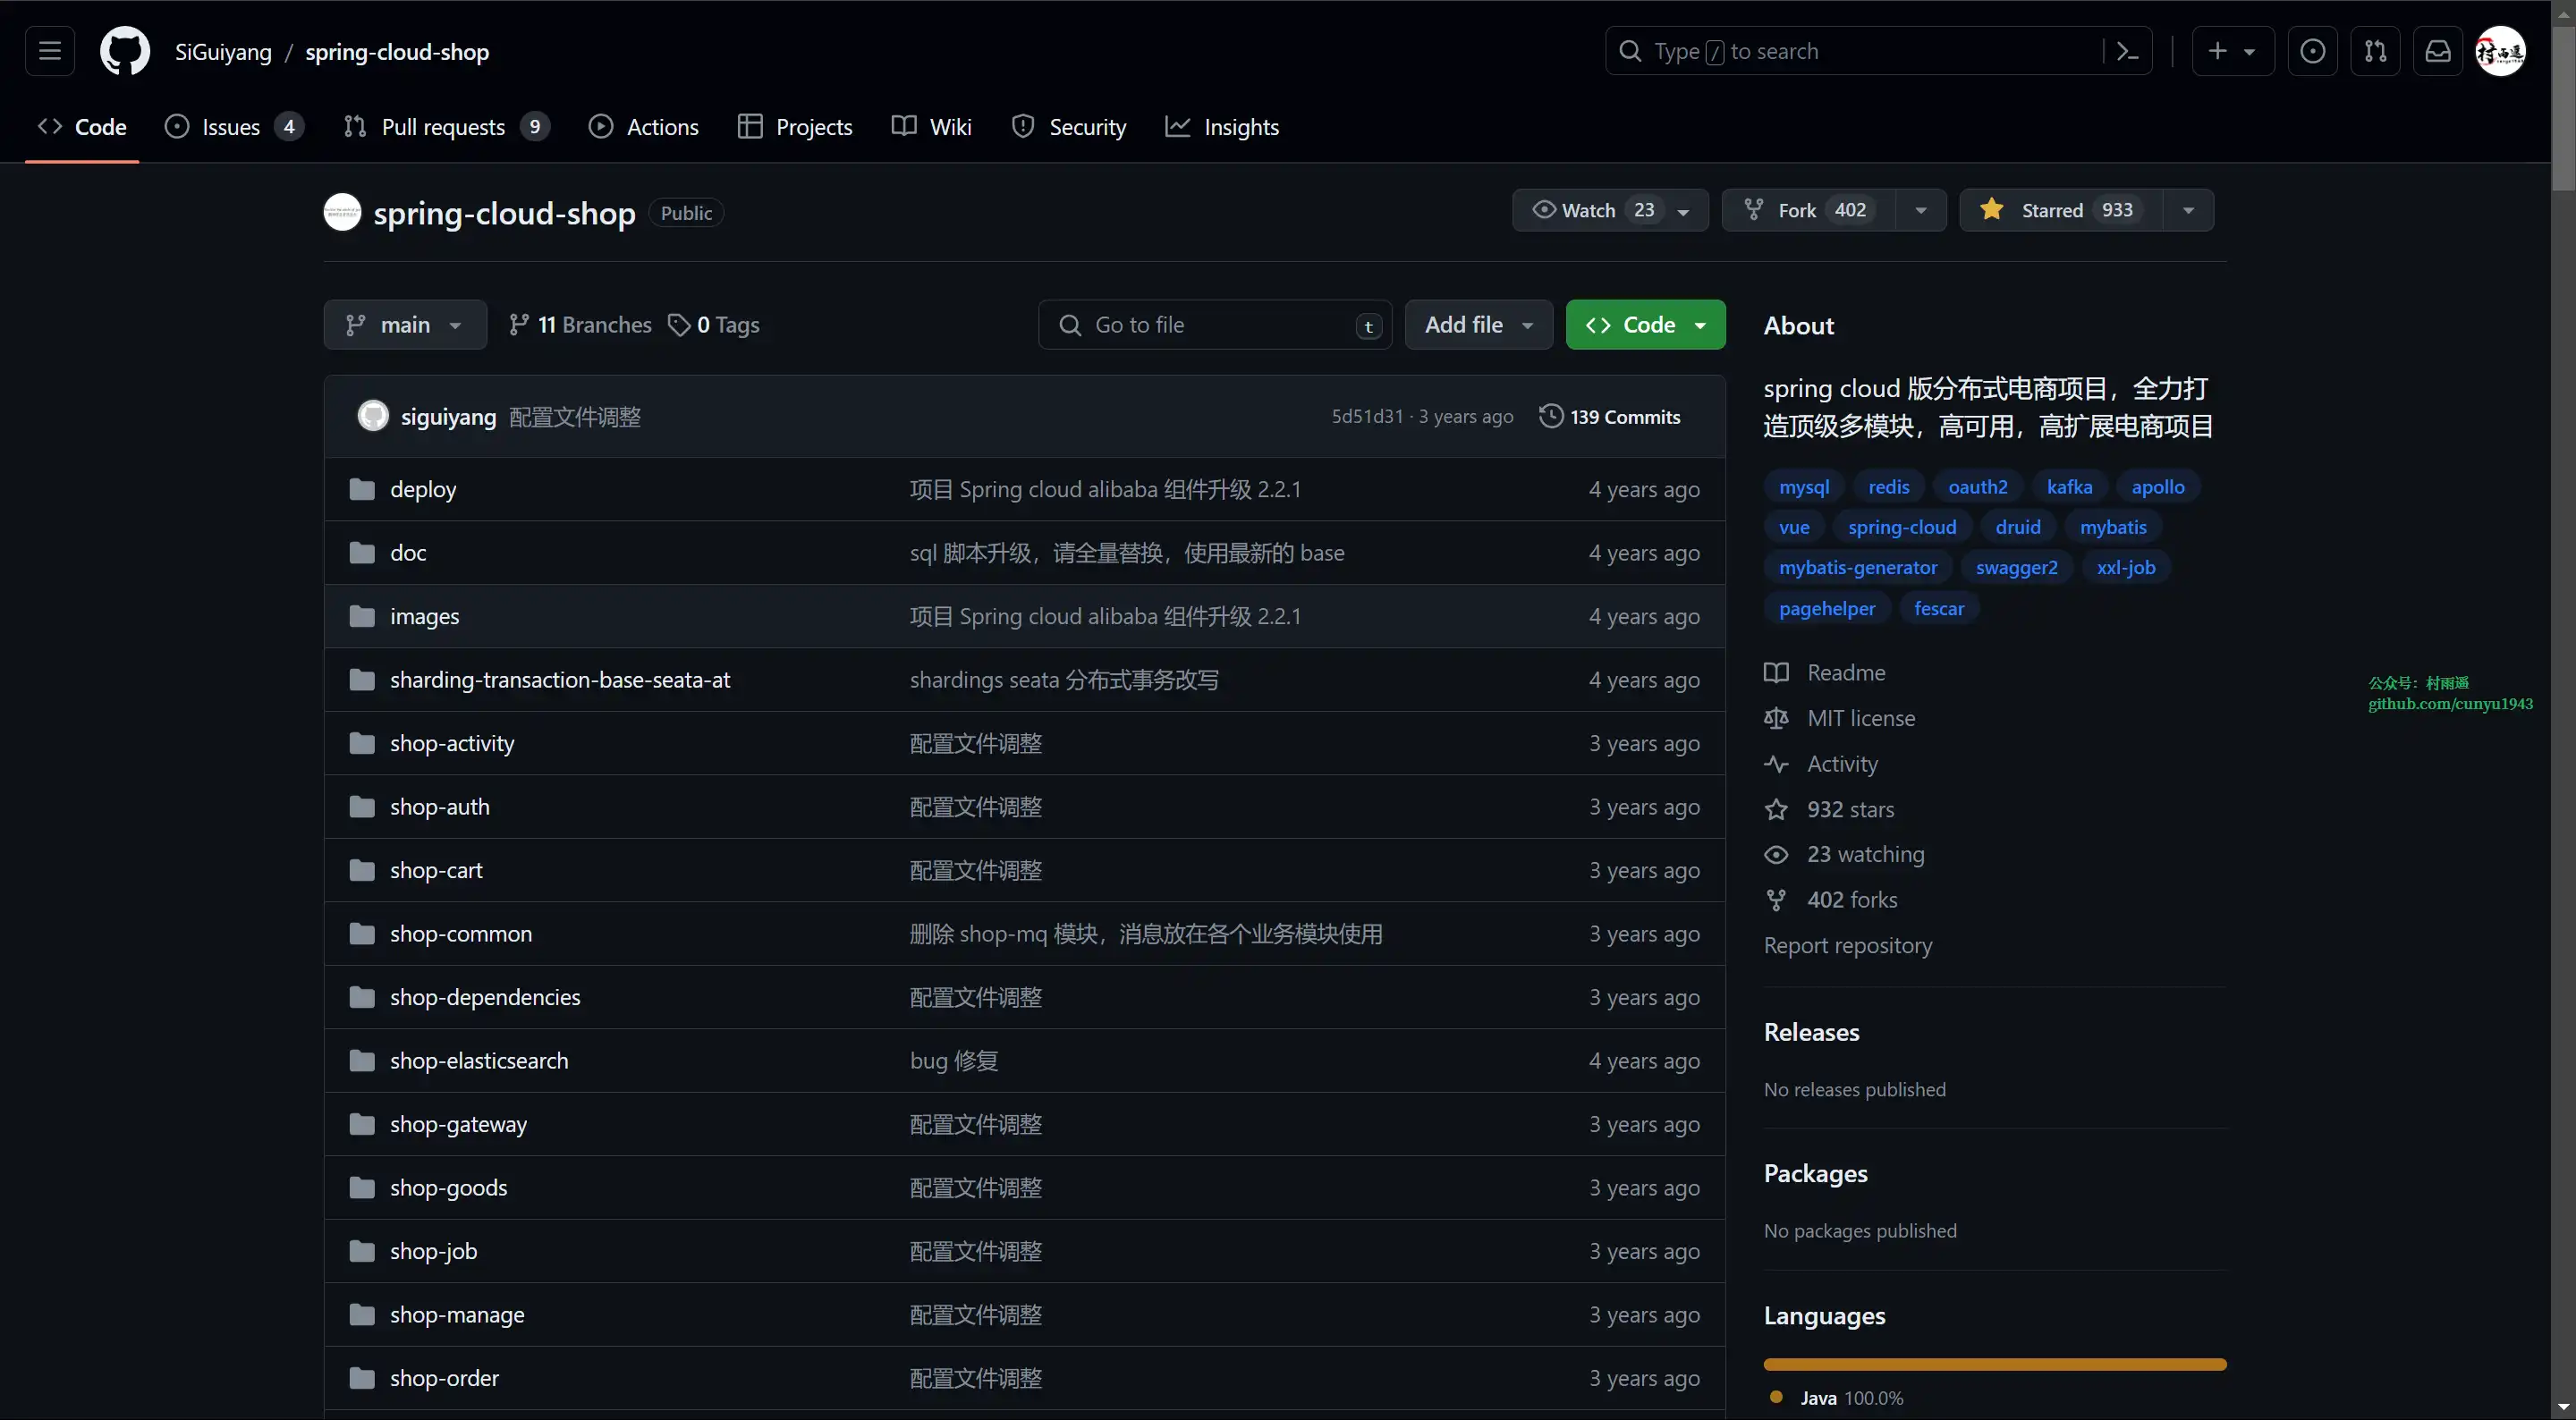 SiGuiyang / spring-cloud-shop
Type / to search
Code
Issues 4
Pull requests 9
Actions
Projects
Wiki
Security
Insights
spring-cloud-shop Public
Watch 23
Fork 402
Starred 933
main
11 Branches
0 Tags
Go to file t
Add file
Code
siguiyang 配置文件调整 5d51d31 · 3 years ago 139 Commits
deploy 项目 Spring cloud alibaba 组件升级 2.2.1 4 years ago
doc sql 脚本升级，请全量替换，使用最新的 base 4 years ago
images 项目 Spring cloud alibaba 组件升级 2.2.1 4 years ago
sharding-transaction-base-seata-at shardings seata 分布式事务改写 4 years ago
shop-activity 配置文件调整 3 years ago
shop-auth 配置文件调整 3 years ago
shop-cart 配置文件调整 3 years ago
shop-common 删除 shop-mq 模块，消息放在各个业务模块使用 3 years ago
shop-dependencies 配置文件调整 3 years ago
shop-elasticsearch bug 修复 4 years ago
shop-gateway 配置文件调整 3 years ago
shop-goods 配置文件调整 3 years ago
shop-job 配置文件调整 3 years ago
shop-manage 配置文件调整 3 years ago
shop-order 配置文件调整 3 years ago
About
spring cloud 版分布式电商项目，全力打
造顶级多模块，高可用，高扩展电商项目
mysql redis oauth2 kafka apollo
vue spring-cloud druid mybatis
mybatis-generator swagger2 xxl-job
pagehelper fescar
Readme
MIT license
Activity
932 stars
23 watching
402 forks
Report repository
Releases
No releases published
Packages
No packages published
Languages
Java 100.0%
公众号：村雨遥
github.com/cunyu1943